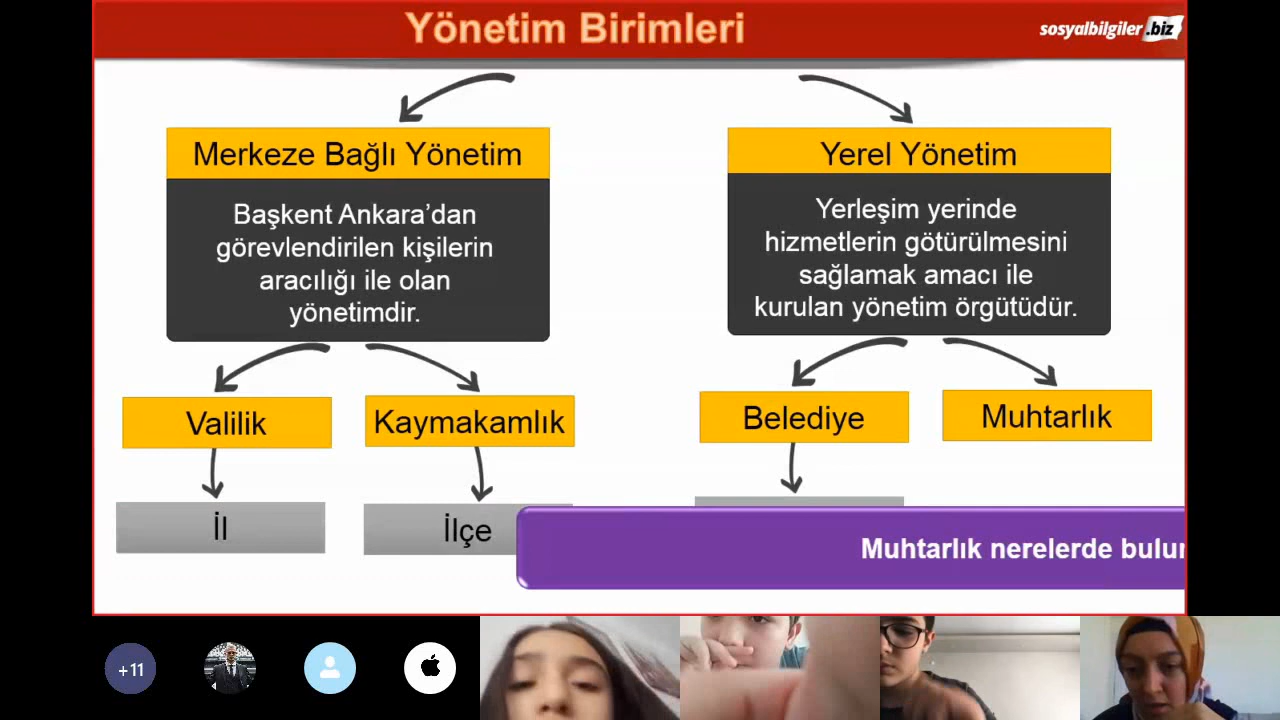 Yönetim Birimleri
sosyalbilgiler.biz
Merkeze Bağlı Yönetim
Başkent Ankara’dan
görevlendirilen kişilerin
aracılığı ile olan
yönetimdir.
Yerel Yönetim
Yerleşim yerinde
hizmetlerin götürülmesini
sağlamak amacı ile
kurulan yönetim örgütüdür.
Valilik
Kaymakamlık
Belediye
Muhtarlık
İl
İlçe
Muhtarlık nerelerde
+11